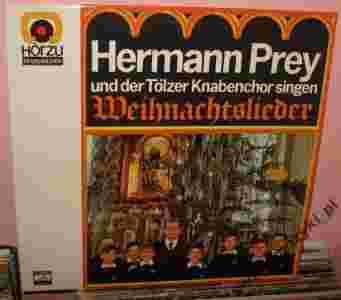 HÖRZU
Hermann Prey
und der Tölzer Knabenchor singen
Weihnachtslieder